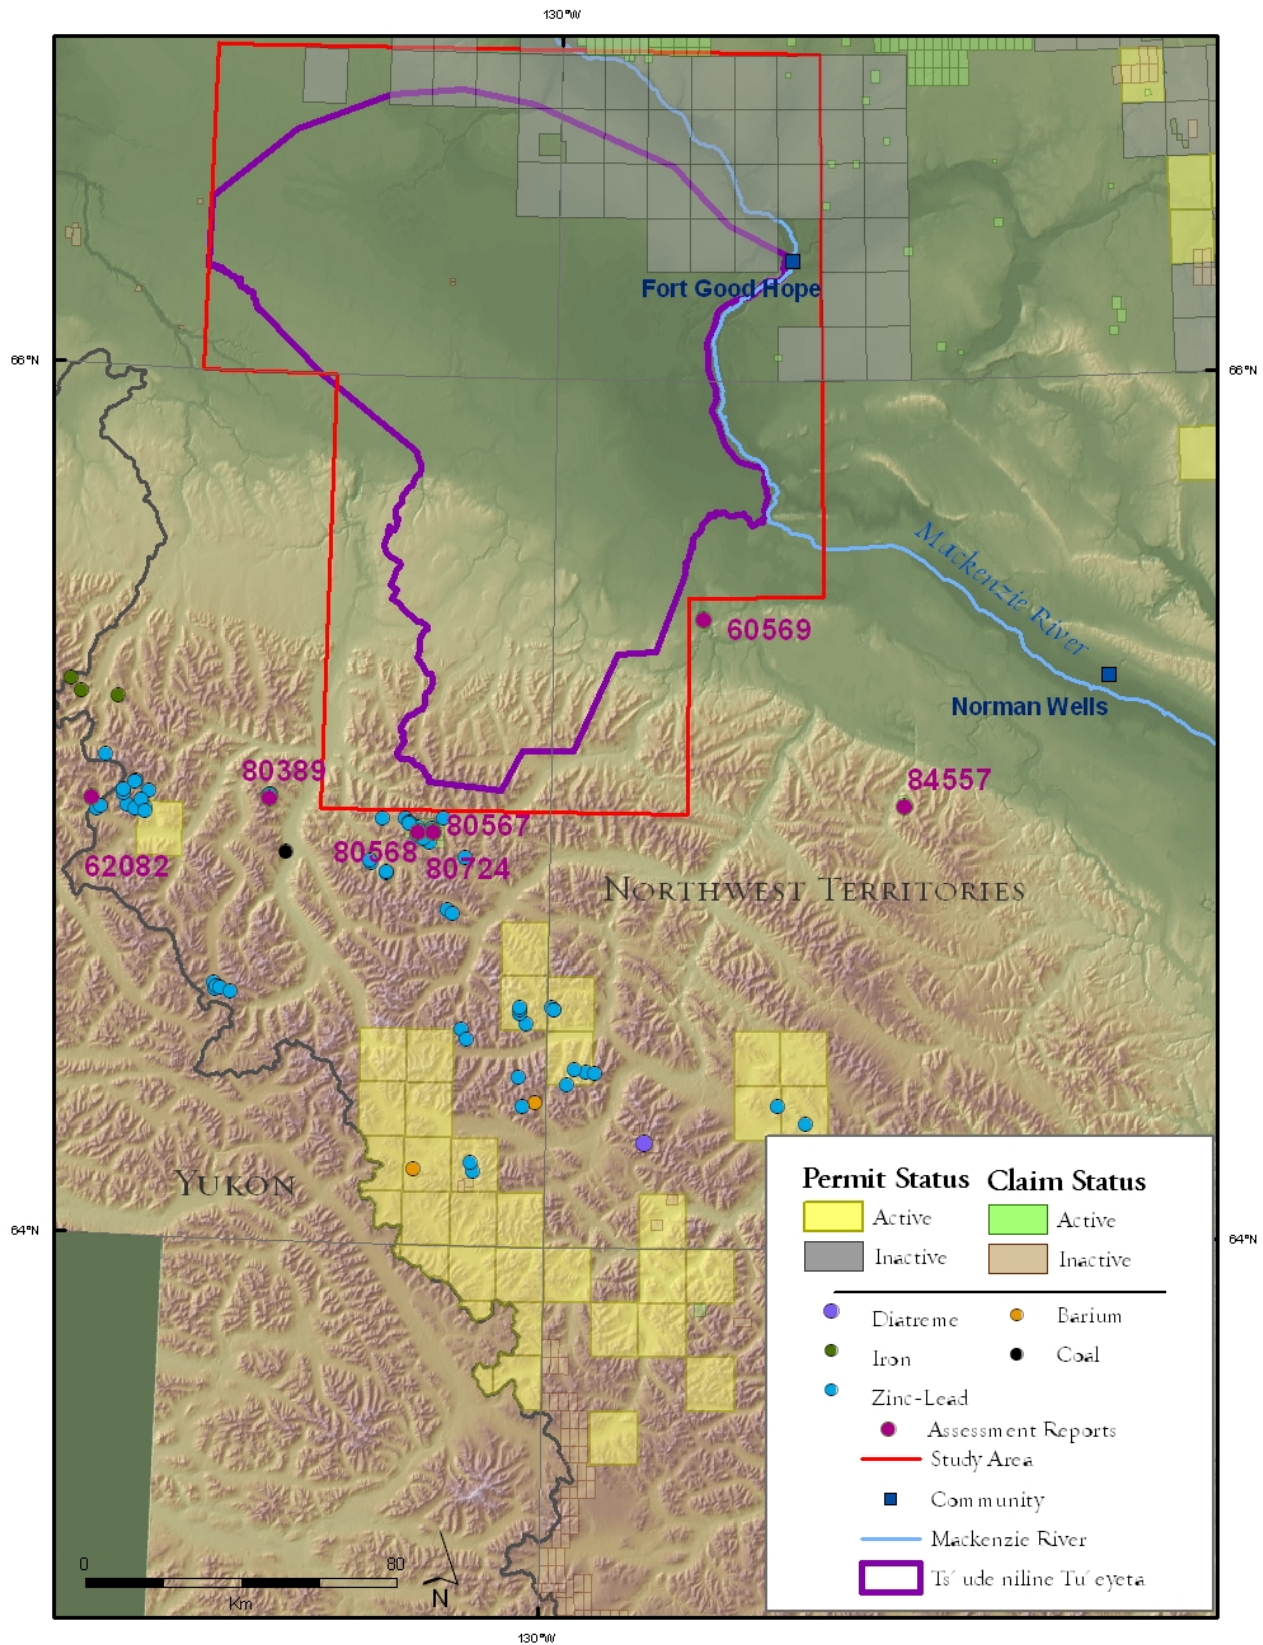 130°W
Fort Good Hope
66°N
66°N
Mackenzie River
60569
Norman Wells
80389
84557
80567
80568
62082
80724
NORTHWEST TERRITORIES
YUKON
64°N
64°N
Permit Status Claim Status
Active Active
Inactive Inactive
Diatreme Barium
Iron Coal
Zinc-Lead
Assessment Reports
Study Area
Community
Mackenzie River
Ts´ude niline Tu´eyeta
0 80
Km
N
130°W